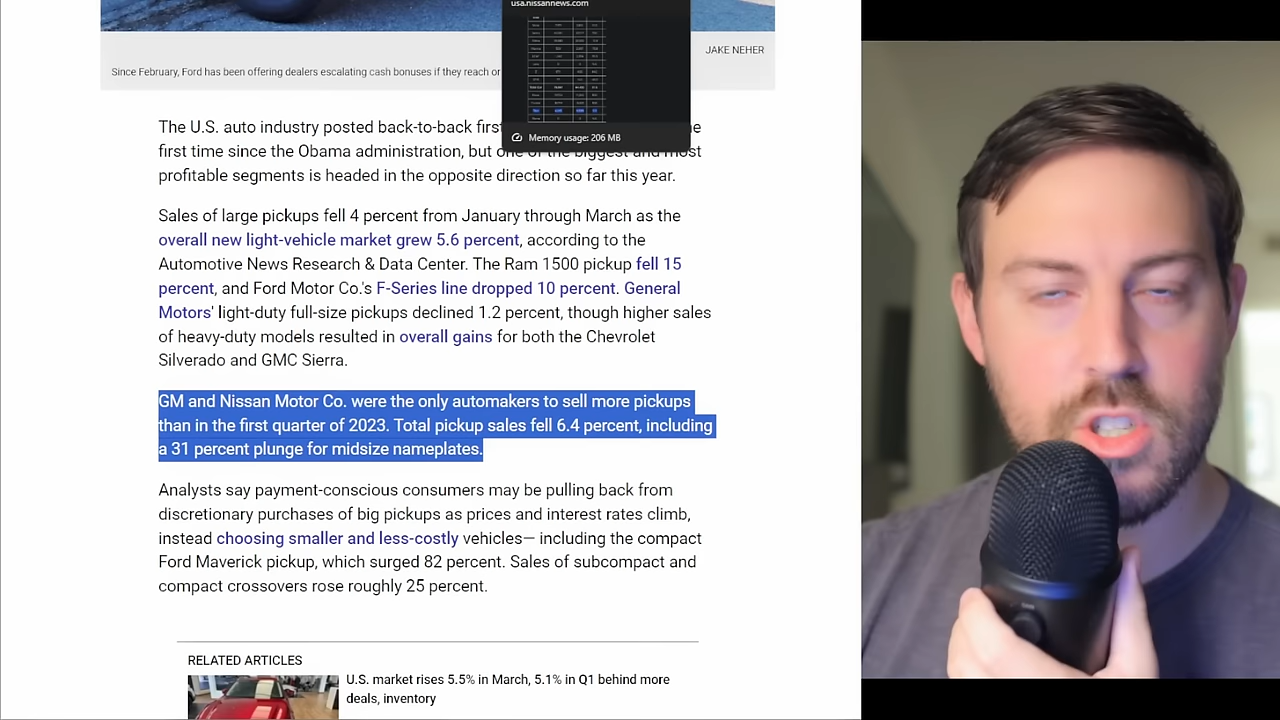 usa.nissannews.com
Memory usage: 206 MB
JAKE NEHER
Since February, Ford has been offering dealers escalating cash bonuses if they reach or
The U.S. auto industry posted back-to-back firs
first time since the Obama administration, but one of the biggest and most
profitable segments is headed in the opposite direction so far this year.
Sales of large pickups fell 4 percent from January through March as the
overall new light-vehicle market grew 5.6 percent, according to the
Automotive News Research & Data Center. The Ram 1500 pickup fell 15
percent, and Ford Motor Co.'s F-Series line dropped 10 percent. General
Motors' light-duty full-size pickups declined 1.2 percent, though higher sales
of heavy-duty models resulted in overall gains for both the Chevrolet
Silverado and GMC Sierra.
GM and Nissan Motor Co. were the only automakers to sell more pickups
than in the first quarter of 2023. Total pickup sales fell 6.4 percent, including
a 31 percent plunge for midsize nameplates.
Analysts say payment-conscious consumers may be pulling back from
discretionary purchases of big pickups as prices and interest rates climb,
instead choosing smaller and less-costly vehicles— including the compact
Ford Maverick pickup, which surged 82 percent. Sales of subcompact and
compact crossovers rose roughly 25 percent.
RELATED ARTICLES
U.S. market rises 5.5% in March, 5.1% in Q1 behind more
deals, inventory